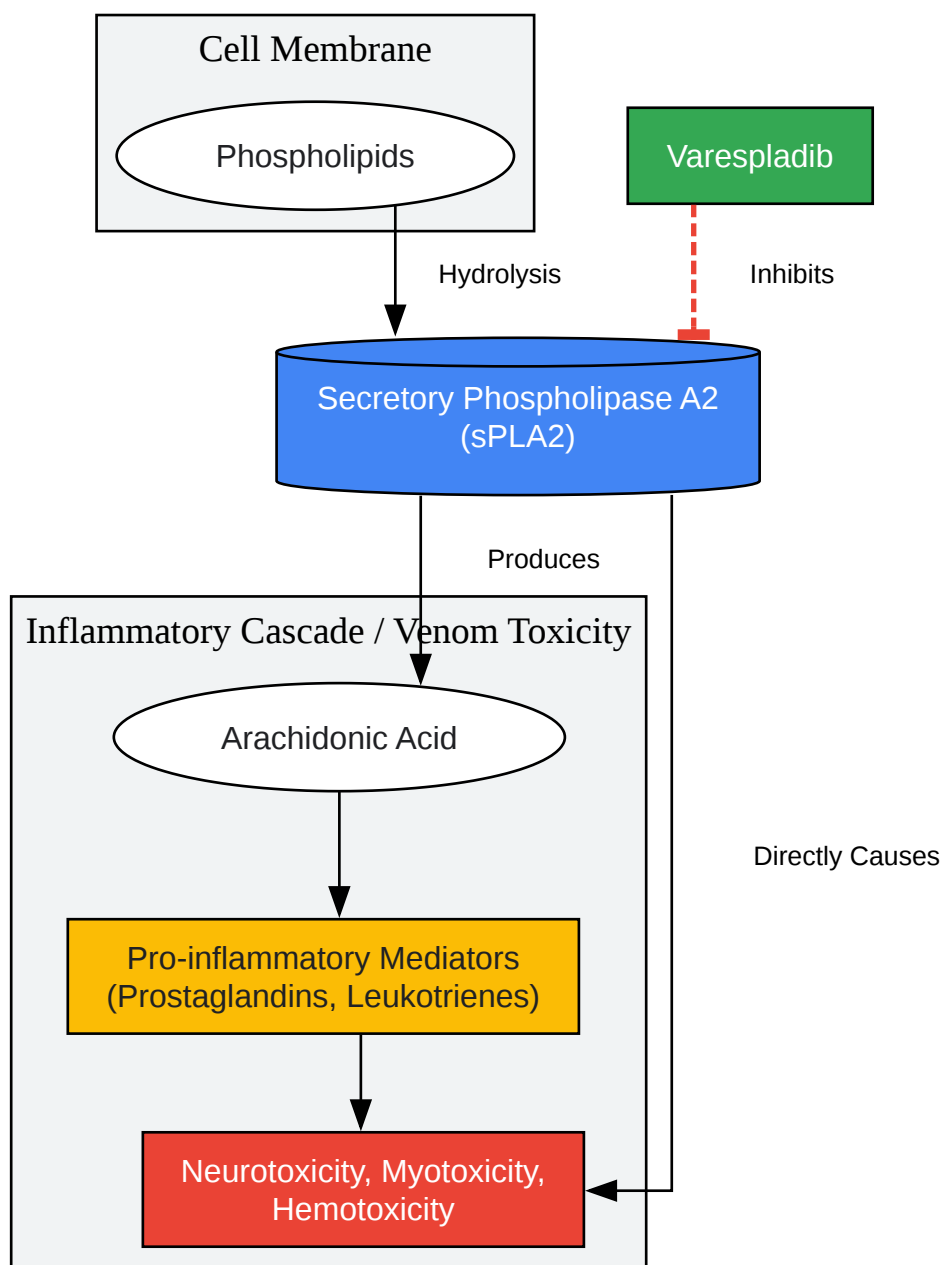 Cell Membrane
Phospholipids
Varespladib
Hydrolysis
Inhibits
Secretory Phospholipase A2
(sPLA2)
Produces
Inflammatory Cascade / Venom Toxicity
Arachidonic Acid
Directly Causes
Pro-inflammatory Mediators
(Prostaglandins, Leukotrienes)
Neurotoxicity, Myotoxicity,
Hemotoxicity